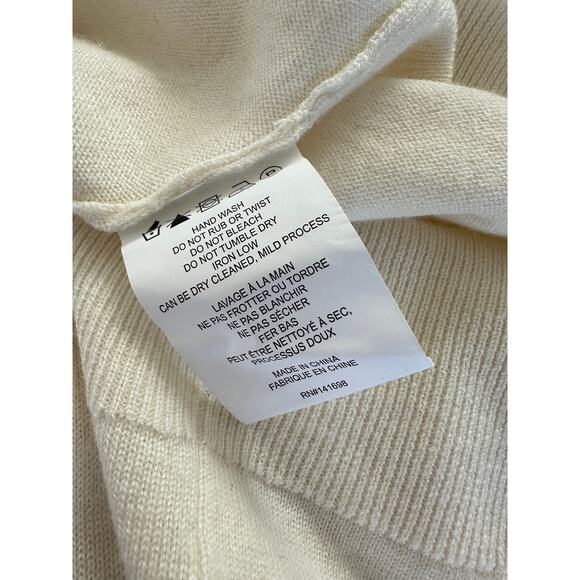 HAND WASH
DO NOT RUB OR TWIST
DO NOT BLEACH
DO NOT TUMBLE DRY
IRON LOW
CAN BE DRY CLEANED, MILD PROCESS
LAVAGE À LA MAIN
NE PAS FROTTER OU TORDRE
NE PAS BLANCHIR
NE PAS SÉCHER
FER BAS
PEUT ÊTRE NETTOYÉ À SEC,
PROCESSUS DOUX
MADE IN CHINA
FABRIQUE EN CHINE
RN#141698